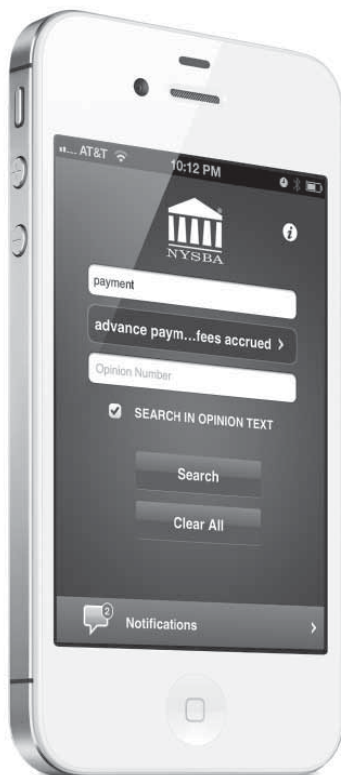 AT&T 10:12 PM
NYSBA
i
payment
advance paym...fees accrued >
Opinion Number
SEARCH IN OPINION TEXT
Search
Clear All
2
Notifications >